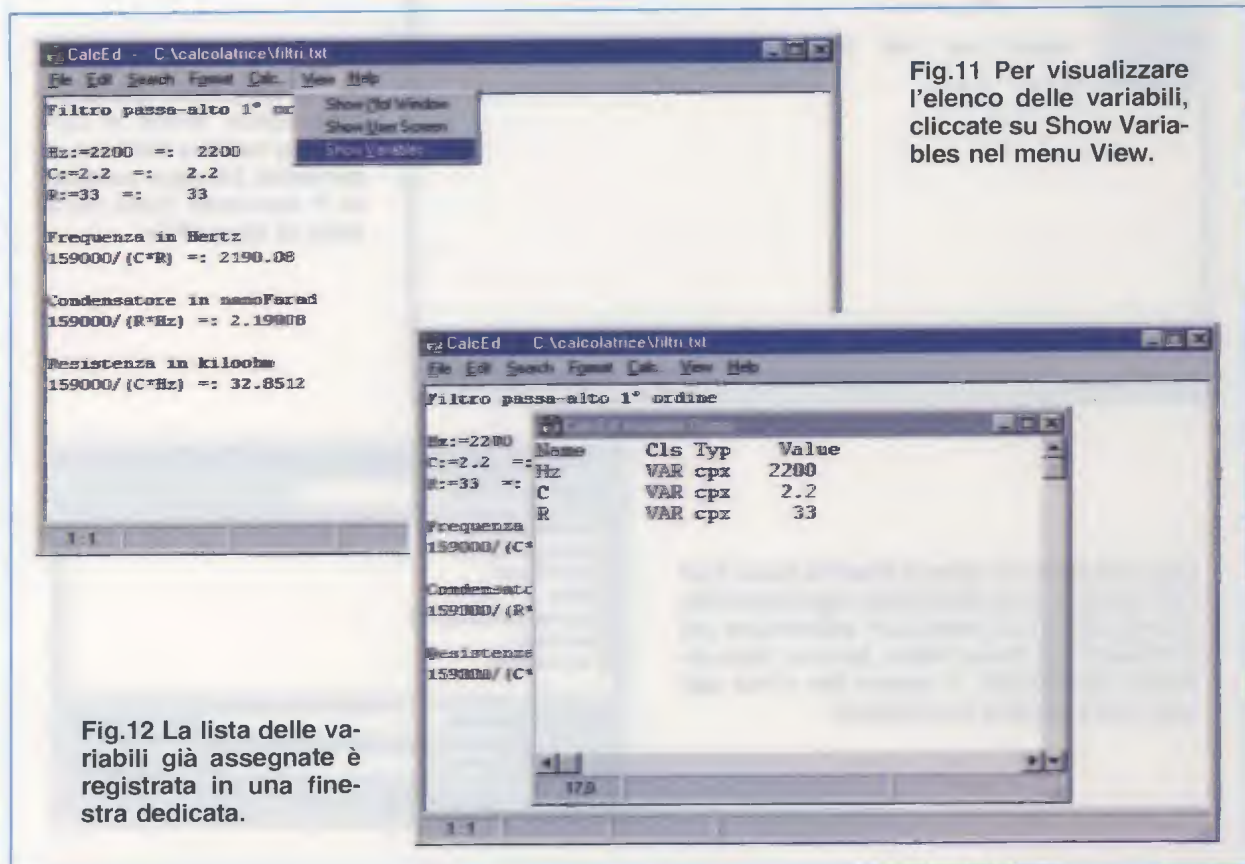 CalcEd - C:\calcolatrice\filtri.txt
File Edit Search Format Calc View Help
Filtro passa-alto 1° or
Show Plot Window
Show User Screen
Show Variables
Hz:=2200 =: 2200
C:=2.2 =: 2.2
R:=33 =: 33
Frequenza in Hertz
159000/(C*R) =: 2190.08
Condensatore in nanoFarad
159000/(R*Hz) =: 2.19008
Resistenza in kiloohm
159000/(C*Hz) =: 32.8512
1:1
Fig.11 Per visualizzare
l'elenco delle variabili,
cliccate su Show Varia-
bles nel menu View.
CalcEd C:\calcolatrice\filtri.txt
File Edit Search Format Calc View Help
Filtro passa-alto 1° ordine
Hz:=2200
C:=2.2 =:
R:=33 =:
Frequenza
159000/(C*
Condensatc
159000/(R*
Resistenza
159000/(C*
Name Cls Typ Value
Hz VAR cpx 2200
C VAR cpx 2.2
R VAR cpx 33
1:1
Fig.12 La lista delle va-
riabili già assegnate è
registrata in una fine-
stra dedicata.